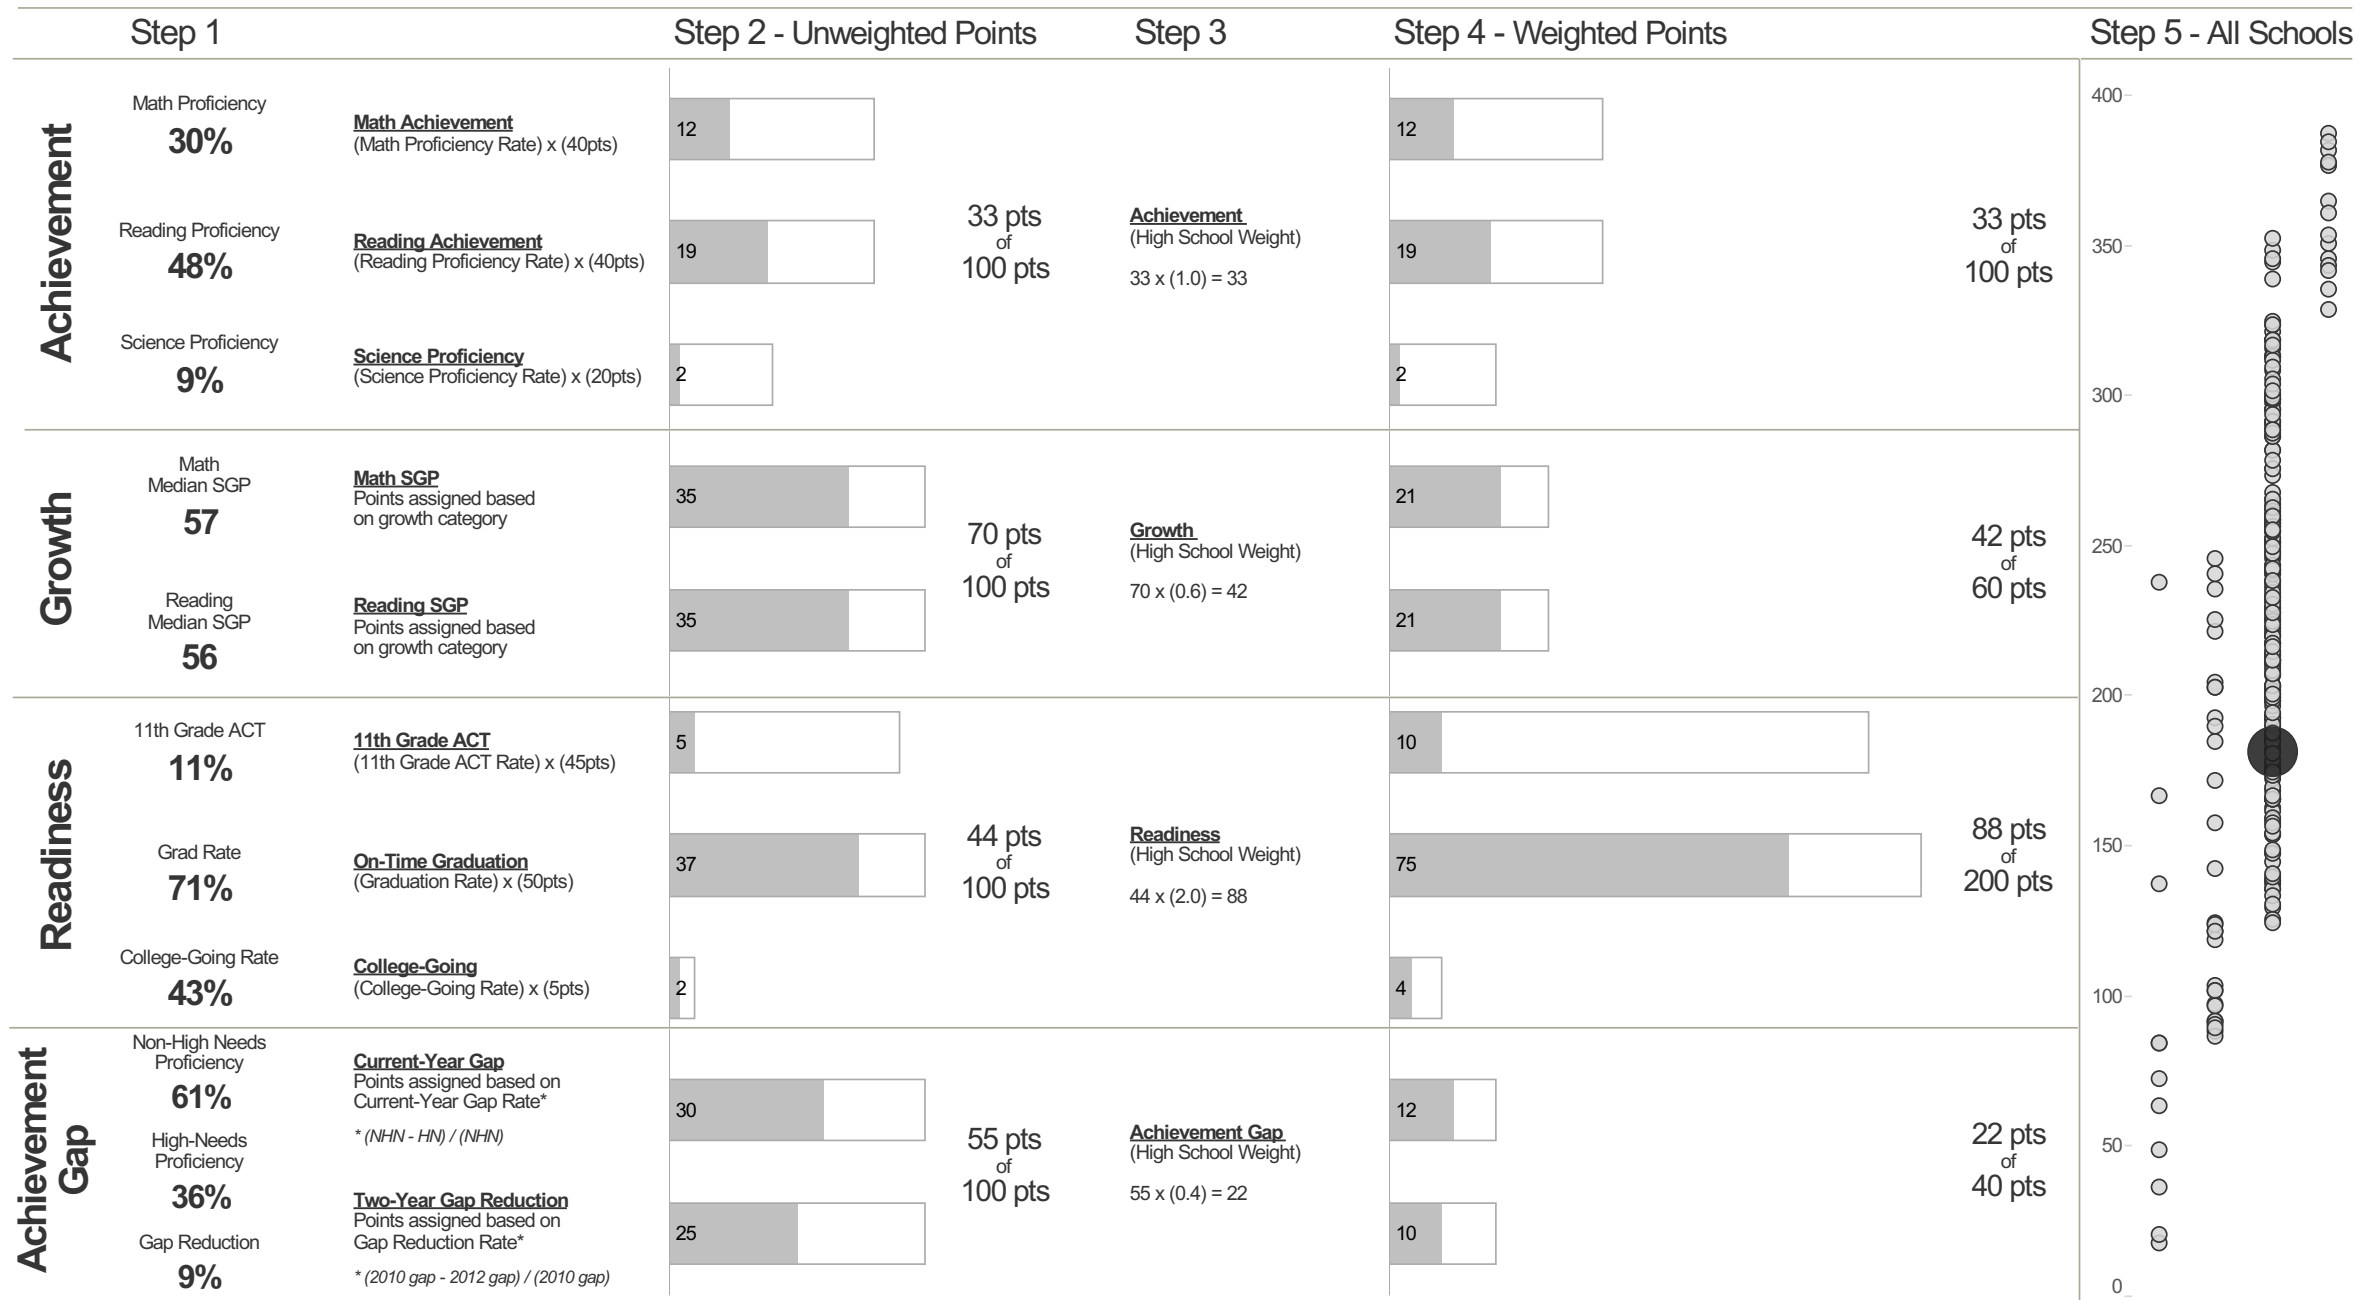 Step 1
Step 2 - Unweighted Points
Step 3
Step 4 - Weighted Points
Step 5 - All Schools
Achievement
Math Proficiency
30%
Math Achievement
(Math Proficiency Rate) x (40pts)
12
12
Reading Proficiency
48%
Reading Achievement
(Reading Proficiency Rate) x (40pts)
19
33 pts
of
100 pts
Achievement
(High School Weight)
33 x (1.0) = 33
19
33 pts
of
100 pts
Science Proficiency
9%
Science Proficiency
(Science Proficiency Rate) x (20pts)
2
2
Growth
Math
Median SGP
57
Math SGP
Points assigned based
on growth category
35
70 pts
of
100 pts
Growth
(High School Weight)
70 x (0.6) = 42
21
42 pts
of
60 pts
Reading
Median SGP
56
Reading SGP
Points assigned based
on growth category
35
21
Readiness
11th Grade ACT
11%
11th Grade ACT
(11th Grade ACT Rate) x (45pts)
5
10
Grad Rate
71%
On-Time Graduation
(Graduation Rate) x (50pts)
37
44 pts
of
100 pts
Readiness
(High School Weight)
44 x (2.0) = 88
75
88 pts
of
200 pts
College-Going Rate
43%
College-Going
(College-Going Rate) x (5pts)
2
4
Achievement
Gap
Non-High Needs
Proficiency
61%
High-Needs
Proficiency
36%
Gap Reduction
9%
Current-Year Gap
Points assigned based on
Current-Year Gap Rate*
* (NHN - HN) / (NHN)
Two-Year Gap Reduction
Points assigned based on
Gap Reduction Rate*
* (2010 gap - 2012 gap) / (2010 gap)
30
25
55 pts
of
100 pts
Achievement Gap
(High School Weight)
55 x (0.4) = 22
12
10
22 pts
of
40 pts
400
350
300
250
200
150
100
50
0